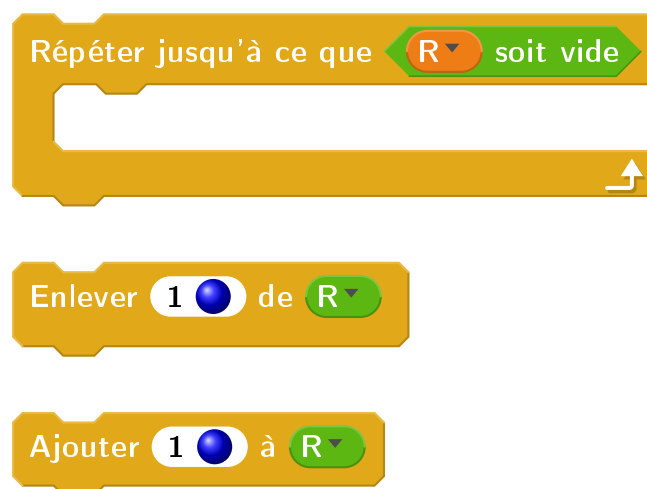 Répéter jusqu'à ce que R soit vide
Enlever 1 de R
Ajouter 1 à R